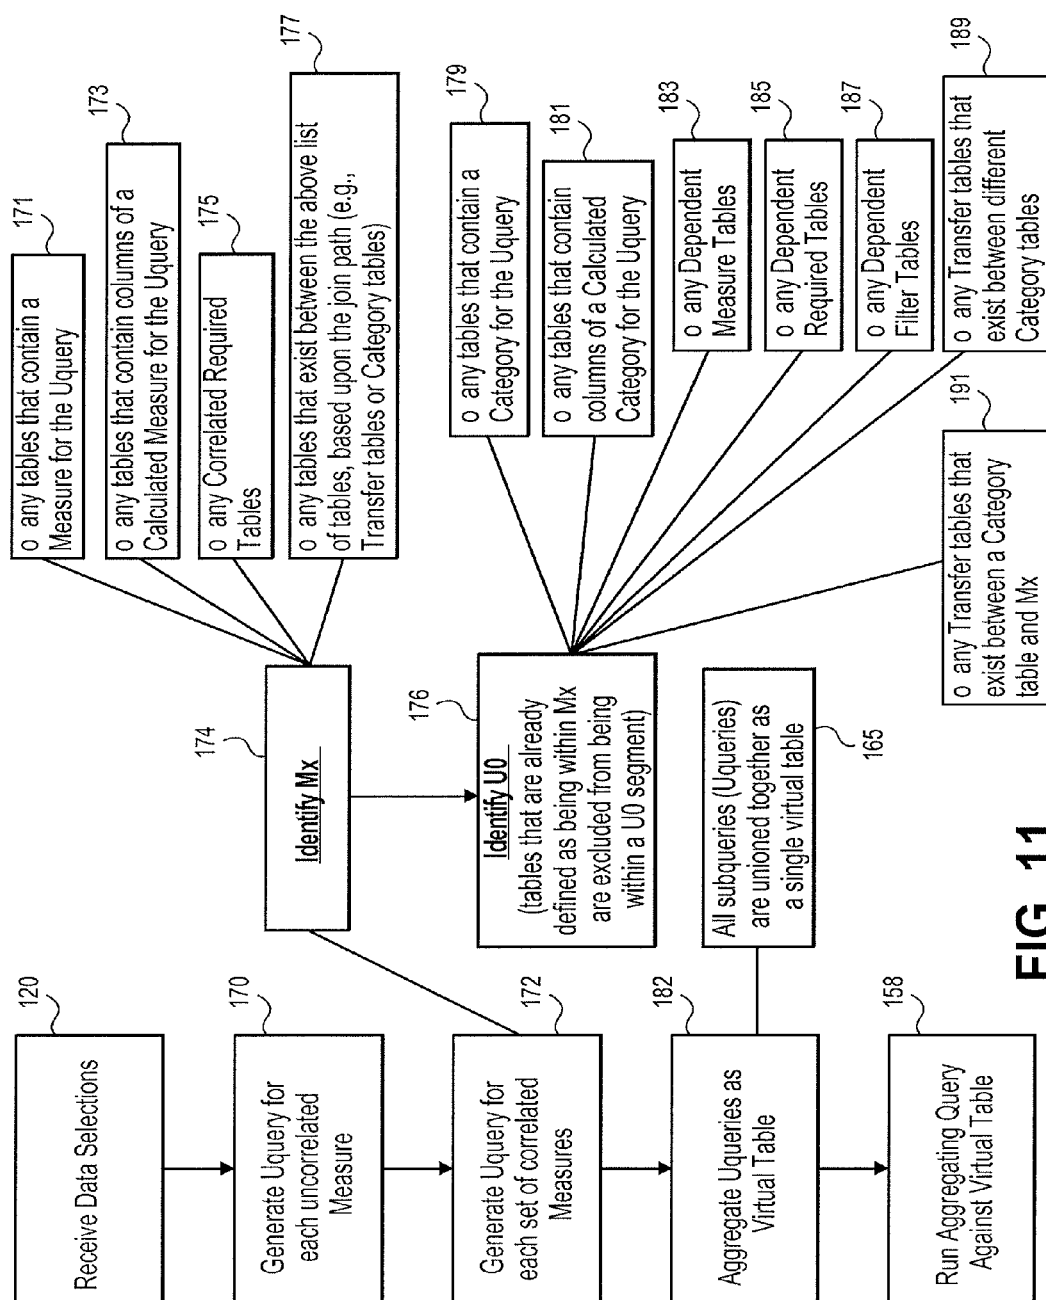 120
Receive Data Selections
170
Generate Uquery for
each uncorrelated
Measure
172
Generate Uquery for
each set of correlated
Measures
182
Aggregate Uqueries as
Virtual Table
158
Run Aggregating Query
Against Virtual Table
174
Identify Mx
176
Identify U0
(tables that are already
defined as being within Mx
are excluded from being
within a U0 segment)
All subqueries (Uqueries)
are unioned together as
a single virtual table
165
171
o any tables that contain a
Measure for the Uquery
173
o any tables that contain columns of a
Calculated Measure for the Uquery
175
o any Correlated Required
Tables
177
o any tables that exist between the above list
of tables, based upon the join path (e.g.,
Transfer tables or Category tables)
179
o any tables that contain a
Category for the Uquery
181
o any tables that contain
columns of a Calculated
Category for the Uquery
183
o any Dependent
Measure Tables
185
o any Dependent
Required Tables
187
o any Dependent
Filter Tables
189
o any Transfer tables that
exist between different
Category tables
191
o any Transfer tables that
exist between a Category
table and Mx
FIG 11